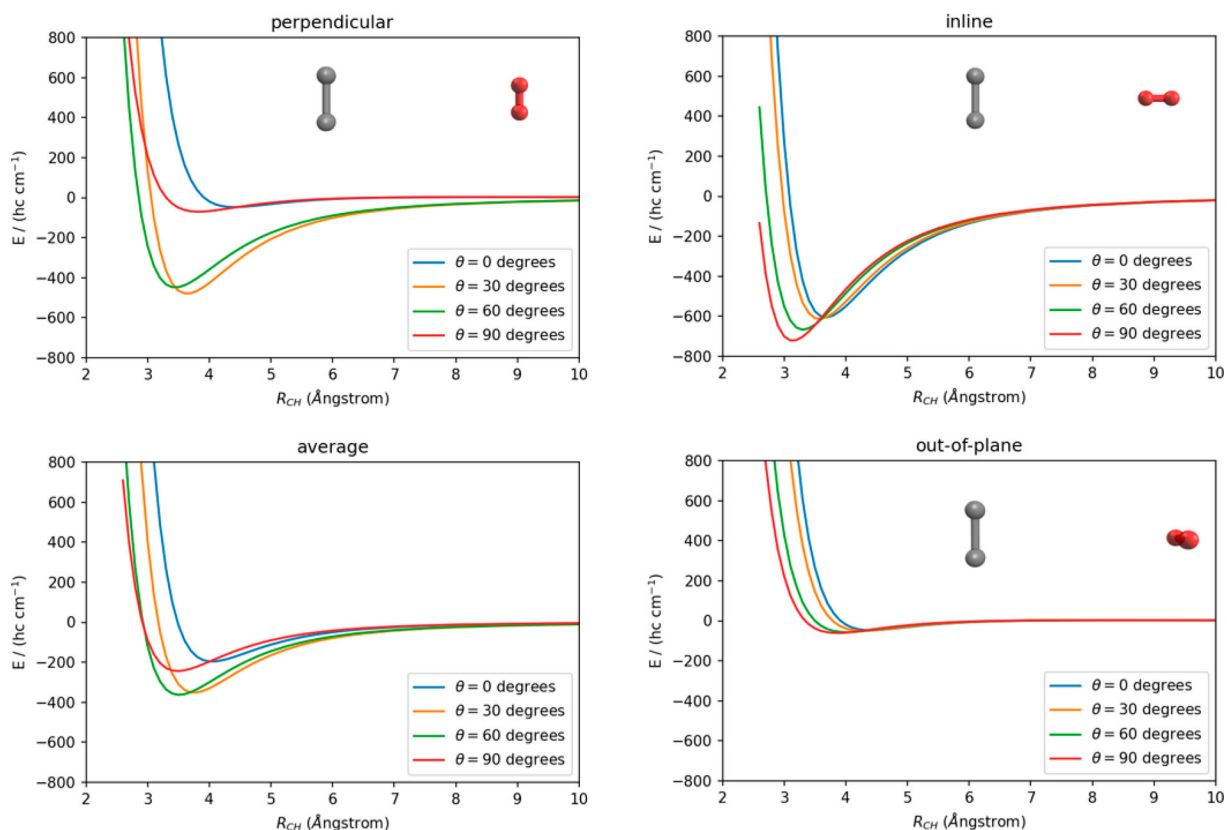 perpendicular
800
600
400
200
0
−200
−400
−600
−800
E / (hc cm⁻¹)
2 3 4 5 6 7 8 9 10
R_CH (Ångstrom)
θ = 0 degrees
θ = 30 degrees
θ = 60 degrees
θ = 90 degrees
inline
800
600
400
200
0
−200
−400
−600
−800
E / (hc cm⁻¹)
2 3 4 5 6 7 8 9 10
R_CH (Ångstrom)
θ = 0 degrees
θ = 30 degrees
θ = 60 degrees
θ = 90 degrees
average
800
600
400
200
0
−200
−400
−600
−800
E / (hc cm⁻¹)
2 3 4 5 6 7 8 9 10
R_CH (Ångstrom)
θ = 0 degrees
θ = 30 degrees
θ = 60 degrees
θ = 90 degrees
out-of-plane
800
600
400
200
0
−200
−400
−600
−800
E / (hc cm⁻¹)
2 3 4 5 6 7 8 9 10
R_CH (Ångstrom)
θ = 0 degrees
θ = 30 degrees
θ = 60 degrees
θ = 90 degrees